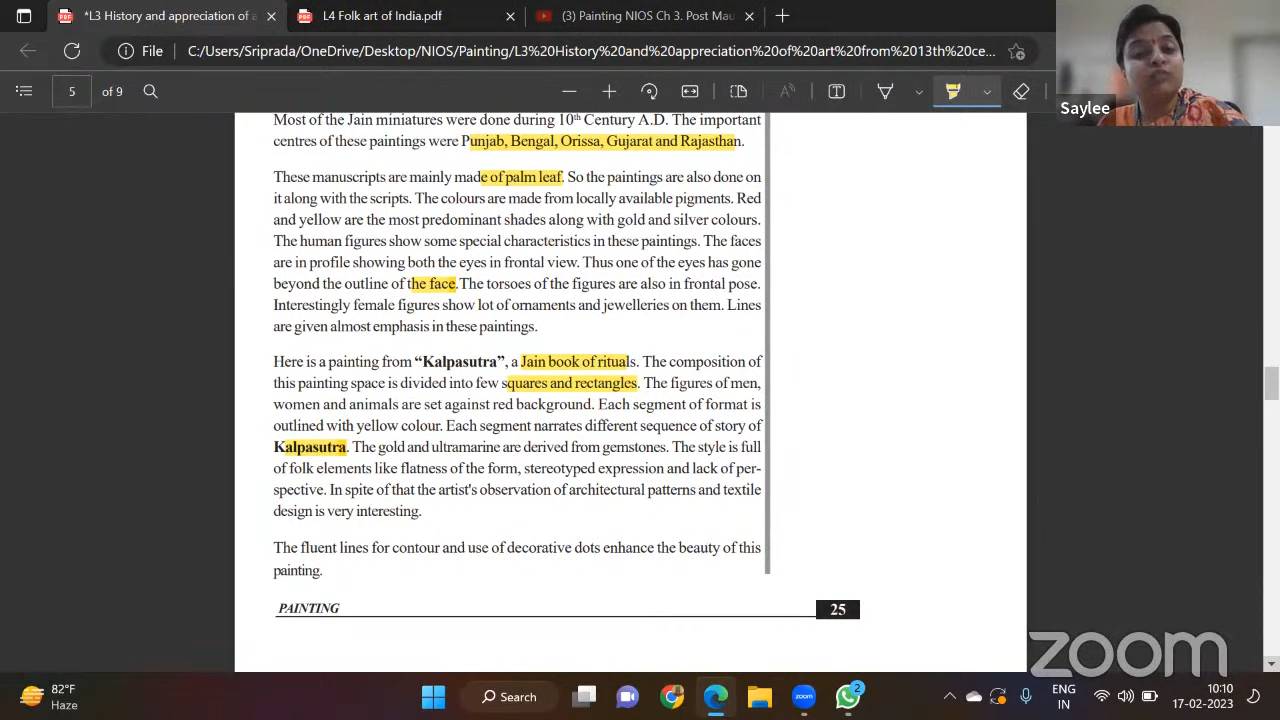 *L3 History and appreciation of a
L4 Folk art of India.pdf
(3) Painting NIOS Ch 3. Post Mau
File
C:/Users/Sriprada/OneDrive/Desktop/NIOS/Painting/L3%20History%20and%20appreciation%20of%20art%20from%2013th%20ce...
5 of 9
Saylee
Most of the Jain miniatures were done during 10th Century A.D. The important
centres of these paintings were Punjab, Bengal, Orissa, Gujarat and Rajasthan.
These manuscripts are mainly made of palm leaf. So the paintings are also done on
it along with the scripts. The colours are made from locally available pigments. Red
and yellow are the most predominant shades along with gold and silver colours.
The human figures show some special characteristics in these paintings. The faces
are in profile showing both the eyes in frontal view. Thus one of the eyes has gone
beyond the outline of the face.The torsoes of the figures are also in frontal pose.
Interestingly female figures show lot of ornaments and jewelleries on them. Lines
are given almost emphasis in these paintings.
Here is a painting from “Kalpasutra”, a Jain book of rituals. The composition of
this painting space is divided into few squares and rectangles. The figures of men,
women and animals are set against red background. Each segment of format is
outlined with yellow colour. Each segment narrates different sequence of story of
Kalpasutra. The gold and ultramarine are derived from gemstones. The style is full
of folk elements like flatness of the form, stereotyped expression and lack of per-
spective. In spite of that the artist's observation of architectural patterns and textile
design is very interesting.
The fluent lines for contour and use of decorative dots enhance the beauty of this
painting.
PAINTING
25
zoom
82°F
Haze
Search
zoom
2
ENG
IN
10:10
17-02-2023